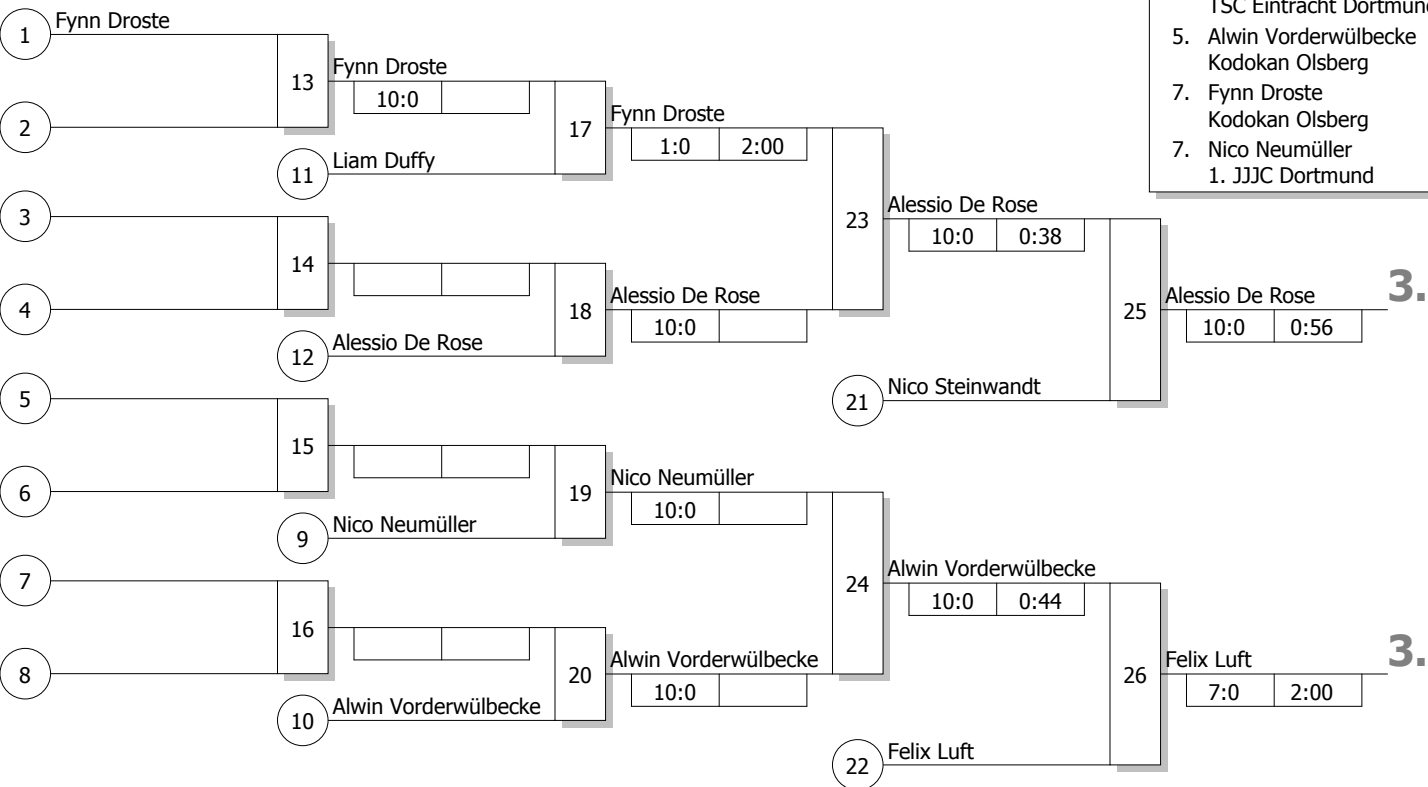 TSC Eintracht Dortmund
5. Alwin Vorderwülbecke
Kodokan Olsberg
7. Fynn Droste
Kodokan Olsberg
7. Nico Neumüller
1. JJJC Dortmund
1 Fynn Droste
2
13
Fynn Droste
10:0
11 Liam Duffy
17
Fynn Droste
1:0 2:00
3
4
14
12 Alessio De Rose
18
Alessio De Rose
10:0
23
Alessio De Rose
10:0 0:38
21 Nico Steinwandt
25
Alessio De Rose
10:0 0:56
3.
5
6
15
9 Nico Neumüller
19
Nico Neumüller
10:0
7
8
16
10 Alwin Vorderwülbecke
20
Alwin Vorderwülbecke
10:0
24
Alwin Vorderwülbecke
10:0 0:44
22 Felix Luft
26
Felix Luft
7:0 2:00
3.